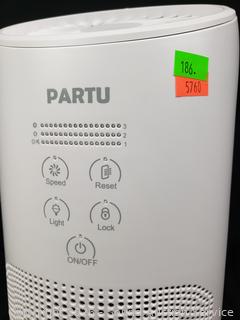 186.
5760
PARTU
3
2
1
Speed
Reset
Light
Lock
ON/OFF